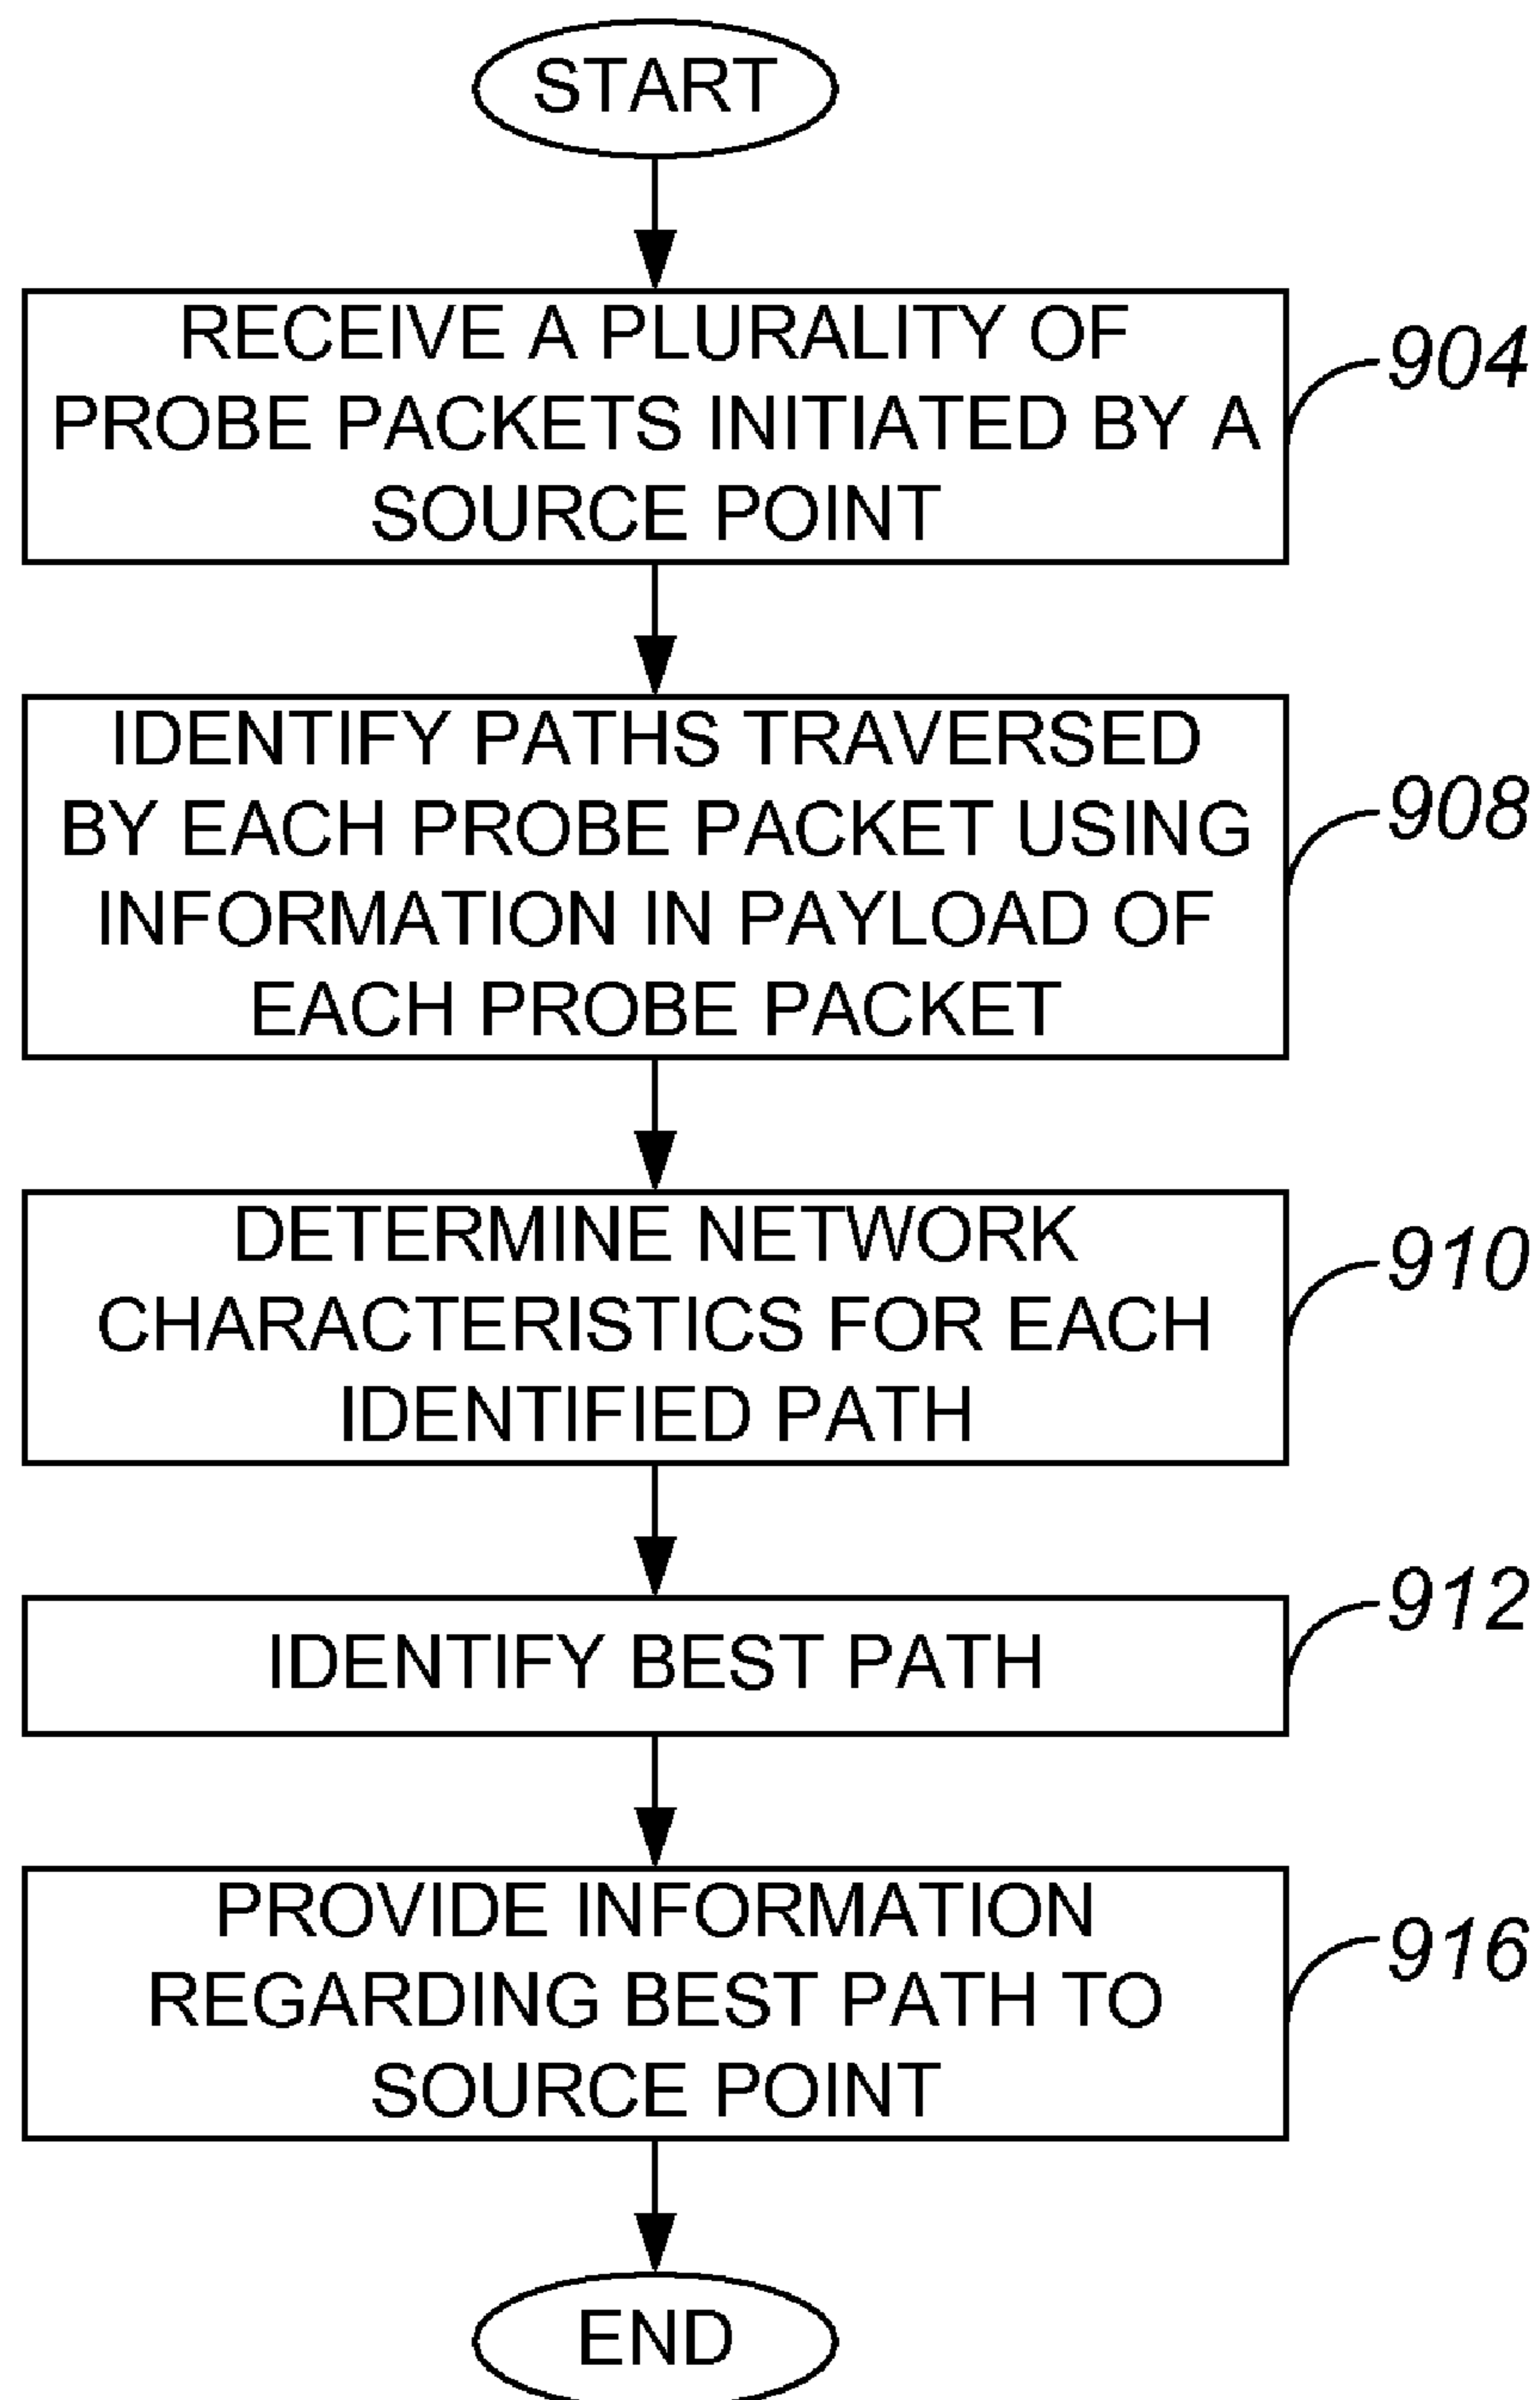 START
RECEIVE A PLURALITY OF
PROBE PACKETS INITIATED BY A
SOURCE POINT
904
IDENTIFY PATHS TRAVERSED
BY EACH PROBE PACKET USING
INFORMATION IN PAYLOAD OF
EACH PROBE PACKET
908
DETERMINE NETWORK
CHARACTERISTICS FOR EACH
IDENTIFIED PATH
910
IDENTIFY BEST PATH
912
PROVIDE INFORMATION
REGARDING BEST PATH TO
SOURCE POINT
916
END